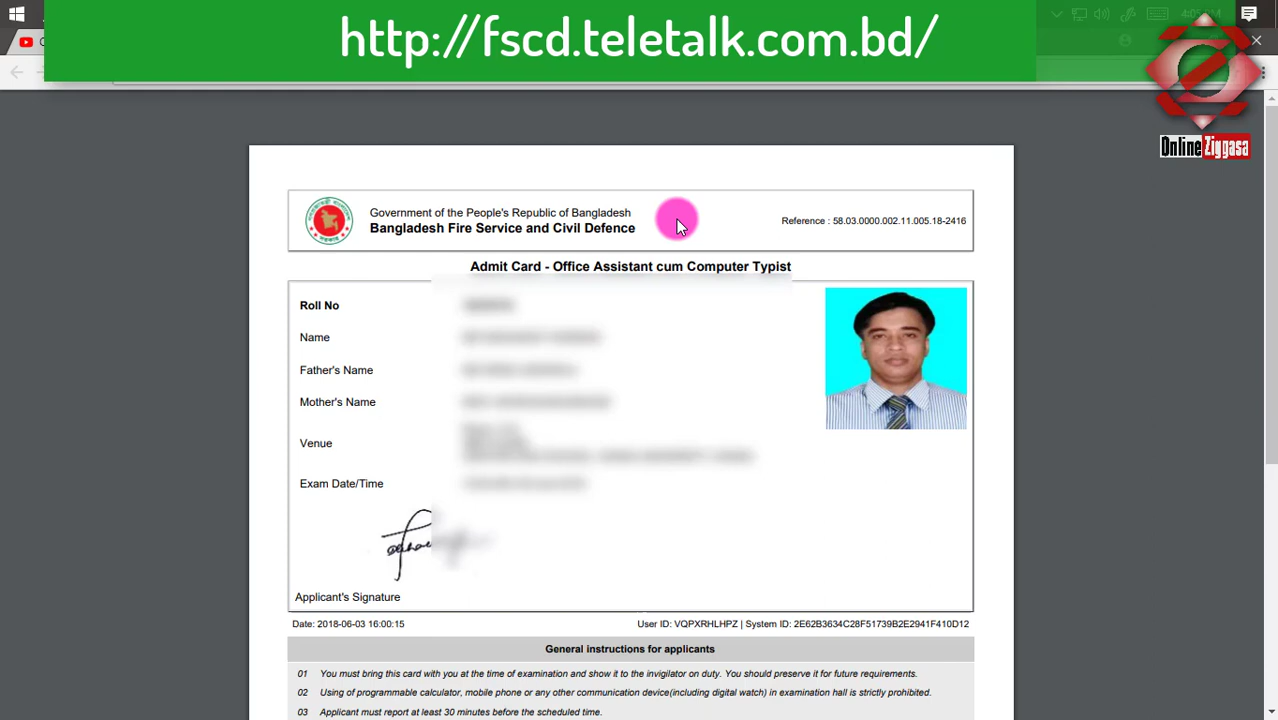 http://fscd.teletalk.com.bd/
Online Ziggasa
Government of the People's Republic of Bangladesh
Bangladesh Fire Service and Civil Defence
Reference : 58.03.0000.002.11.005.18-2416
Admit Card - Office Assistant cum Computer Typist
Roll No
Name
Father's Name
Mother's Name
Venue
Exam Date/Time
Applicant's Signature
Date: 2018-06-03 16:00:15
User ID: VQPXRHLHPZ | System ID: 2E62B3634C28F51739B2E2941F410D12
General instructions for applicants
01 You must bring this card with you at the time of examination and show it to the invigilator on duty. You should preserve it for future requirements.
02 Using of programmable calculator, mobile phone or any other communication device(including digital watch) in examination hall is strictly prohibited.
03 Applicant must report at least 30 minutes before the scheduled time.